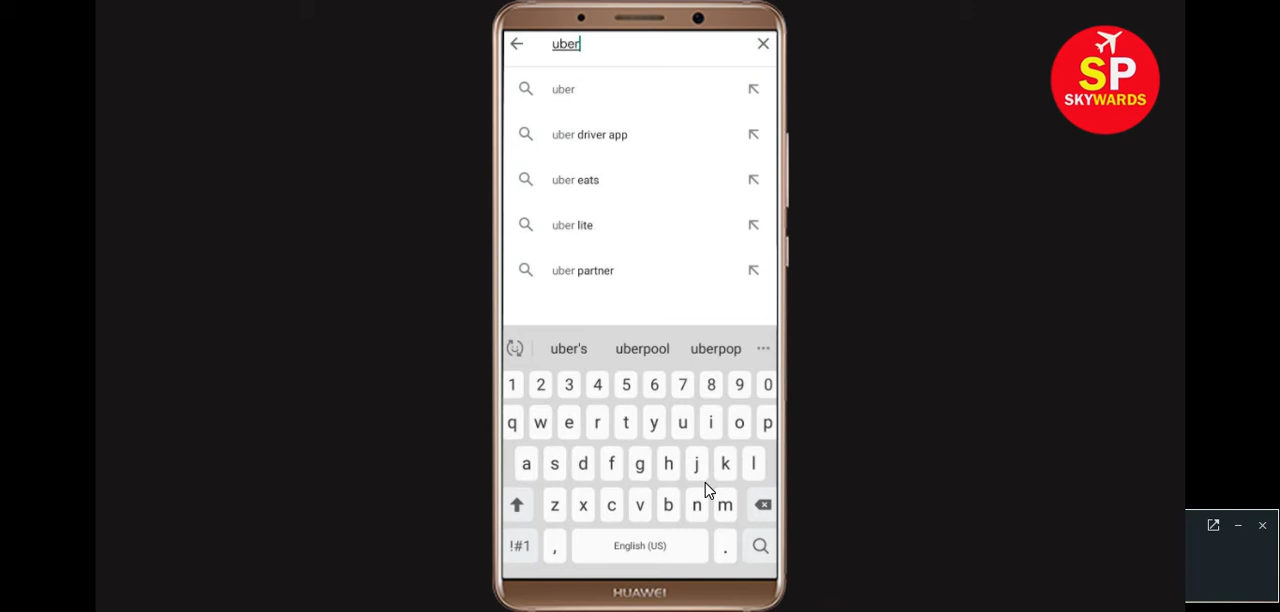 uber
SP
SKYWARDS
uber
uber driver app
uber eats
uber lite
uber partner
uber's uberpool uberpop
1 2 3 4 5 6 7 8 9 0
q w e r t y u i o p
a s d f g h j k l
z x c v b n m
!#1 , English (US) .
HUAWEI